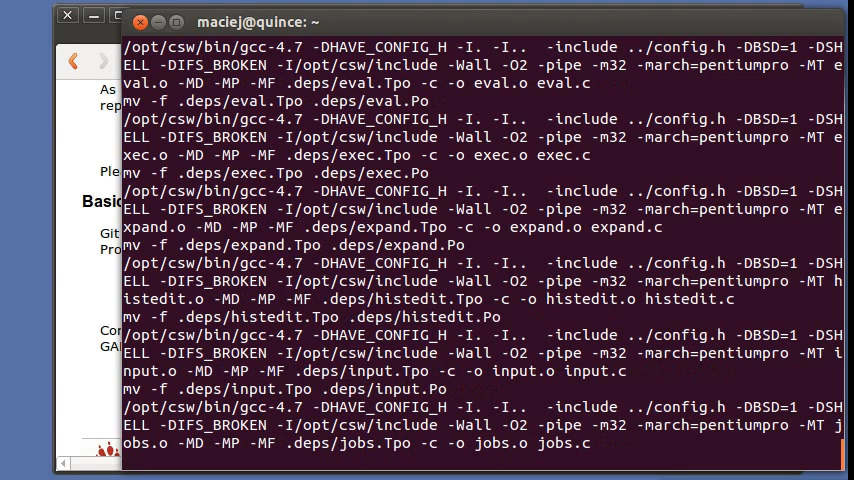 maciej@quince: ~
/opt/csw/bin/gcc-4.7 -DHAVE_CONFIG_H -I. -I..  -include ../config.h -DBSD=1 -DSH
ELL -DIFS_BROKEN -I/opt/csw/include -Wall -O2 -pipe -m32 -march=pentiumpro -MT e
val.o -MD -MP -MF .deps/eval.Tpo -c -o eval.o eval.c
mv -f .deps/eval.Tpo .deps/eval.Po
/opt/csw/bin/gcc-4.7 -DHAVE_CONFIG_H -I. -I..  -include ../config.h -DBSD=1 -DSH
ELL -DIFS_BROKEN -I/opt/csw/include -Wall -O2 -pipe -m32 -march=pentiumpro -MT e
xec.o -MD -MP -MF .deps/exec.Tpo -c -o exec.o exec.c
mv -f .deps/exec.Tpo .deps/exec.Po
/opt/csw/bin/gcc-4.7 -DHAVE_CONFIG_H -I. -I..  -include ../config.h -DBSD=1 -DSH
ELL -DIFS_BROKEN -I/opt/csw/include -Wall -O2 -pipe -m32 -march=pentiumpro -MT e
xpand.o -MD -MP -MF .deps/expand.Tpo -c -o expand.o expand.c
mv -f .deps/expand.Tpo .deps/expand.Po
/opt/csw/bin/gcc-4.7 -DHAVE_CONFIG_H -I. -I..  -include ../config.h -DBSD=1 -DSH
ELL -DIFS_BROKEN -I/opt/csw/include -Wall -O2 -pipe -m32 -march=pentiumpro -MT h
istedit.o -MD -MP -MF .deps/histedit.Tpo -c -o histedit.o histedit.c
mv -f .deps/histedit.Tpo .deps/histedit.Po
/opt/csw/bin/gcc-4.7 -DHAVE_CONFIG_H -I. -I..  -include ../config.h -DBSD=1 -DSH
ELL -DIFS_BROKEN -I/opt/csw/include -Wall -O2 -pipe -m32 -march=pentiumpro -MT i
nput.o -MD -MP -MF .deps/input.Tpo -c -o input.o input.c
mv -f .deps/input.Tpo .deps/input.Po
/opt/csw/bin/gcc-4.7 -DHAVE_CONFIG_H -I. -I..  -include ../config.h -DBSD=1 -DSH
ELL -DIFS_BROKEN -I/opt/csw/include -Wall -O2 -pipe -m32 -march=pentiumpro -MT j
obs.o -MD -MP -MF .deps/jobs.Tpo -c -o jobs.o jobs.c
As
rep
Ple
Basic
Git
Pro
Con
GAI